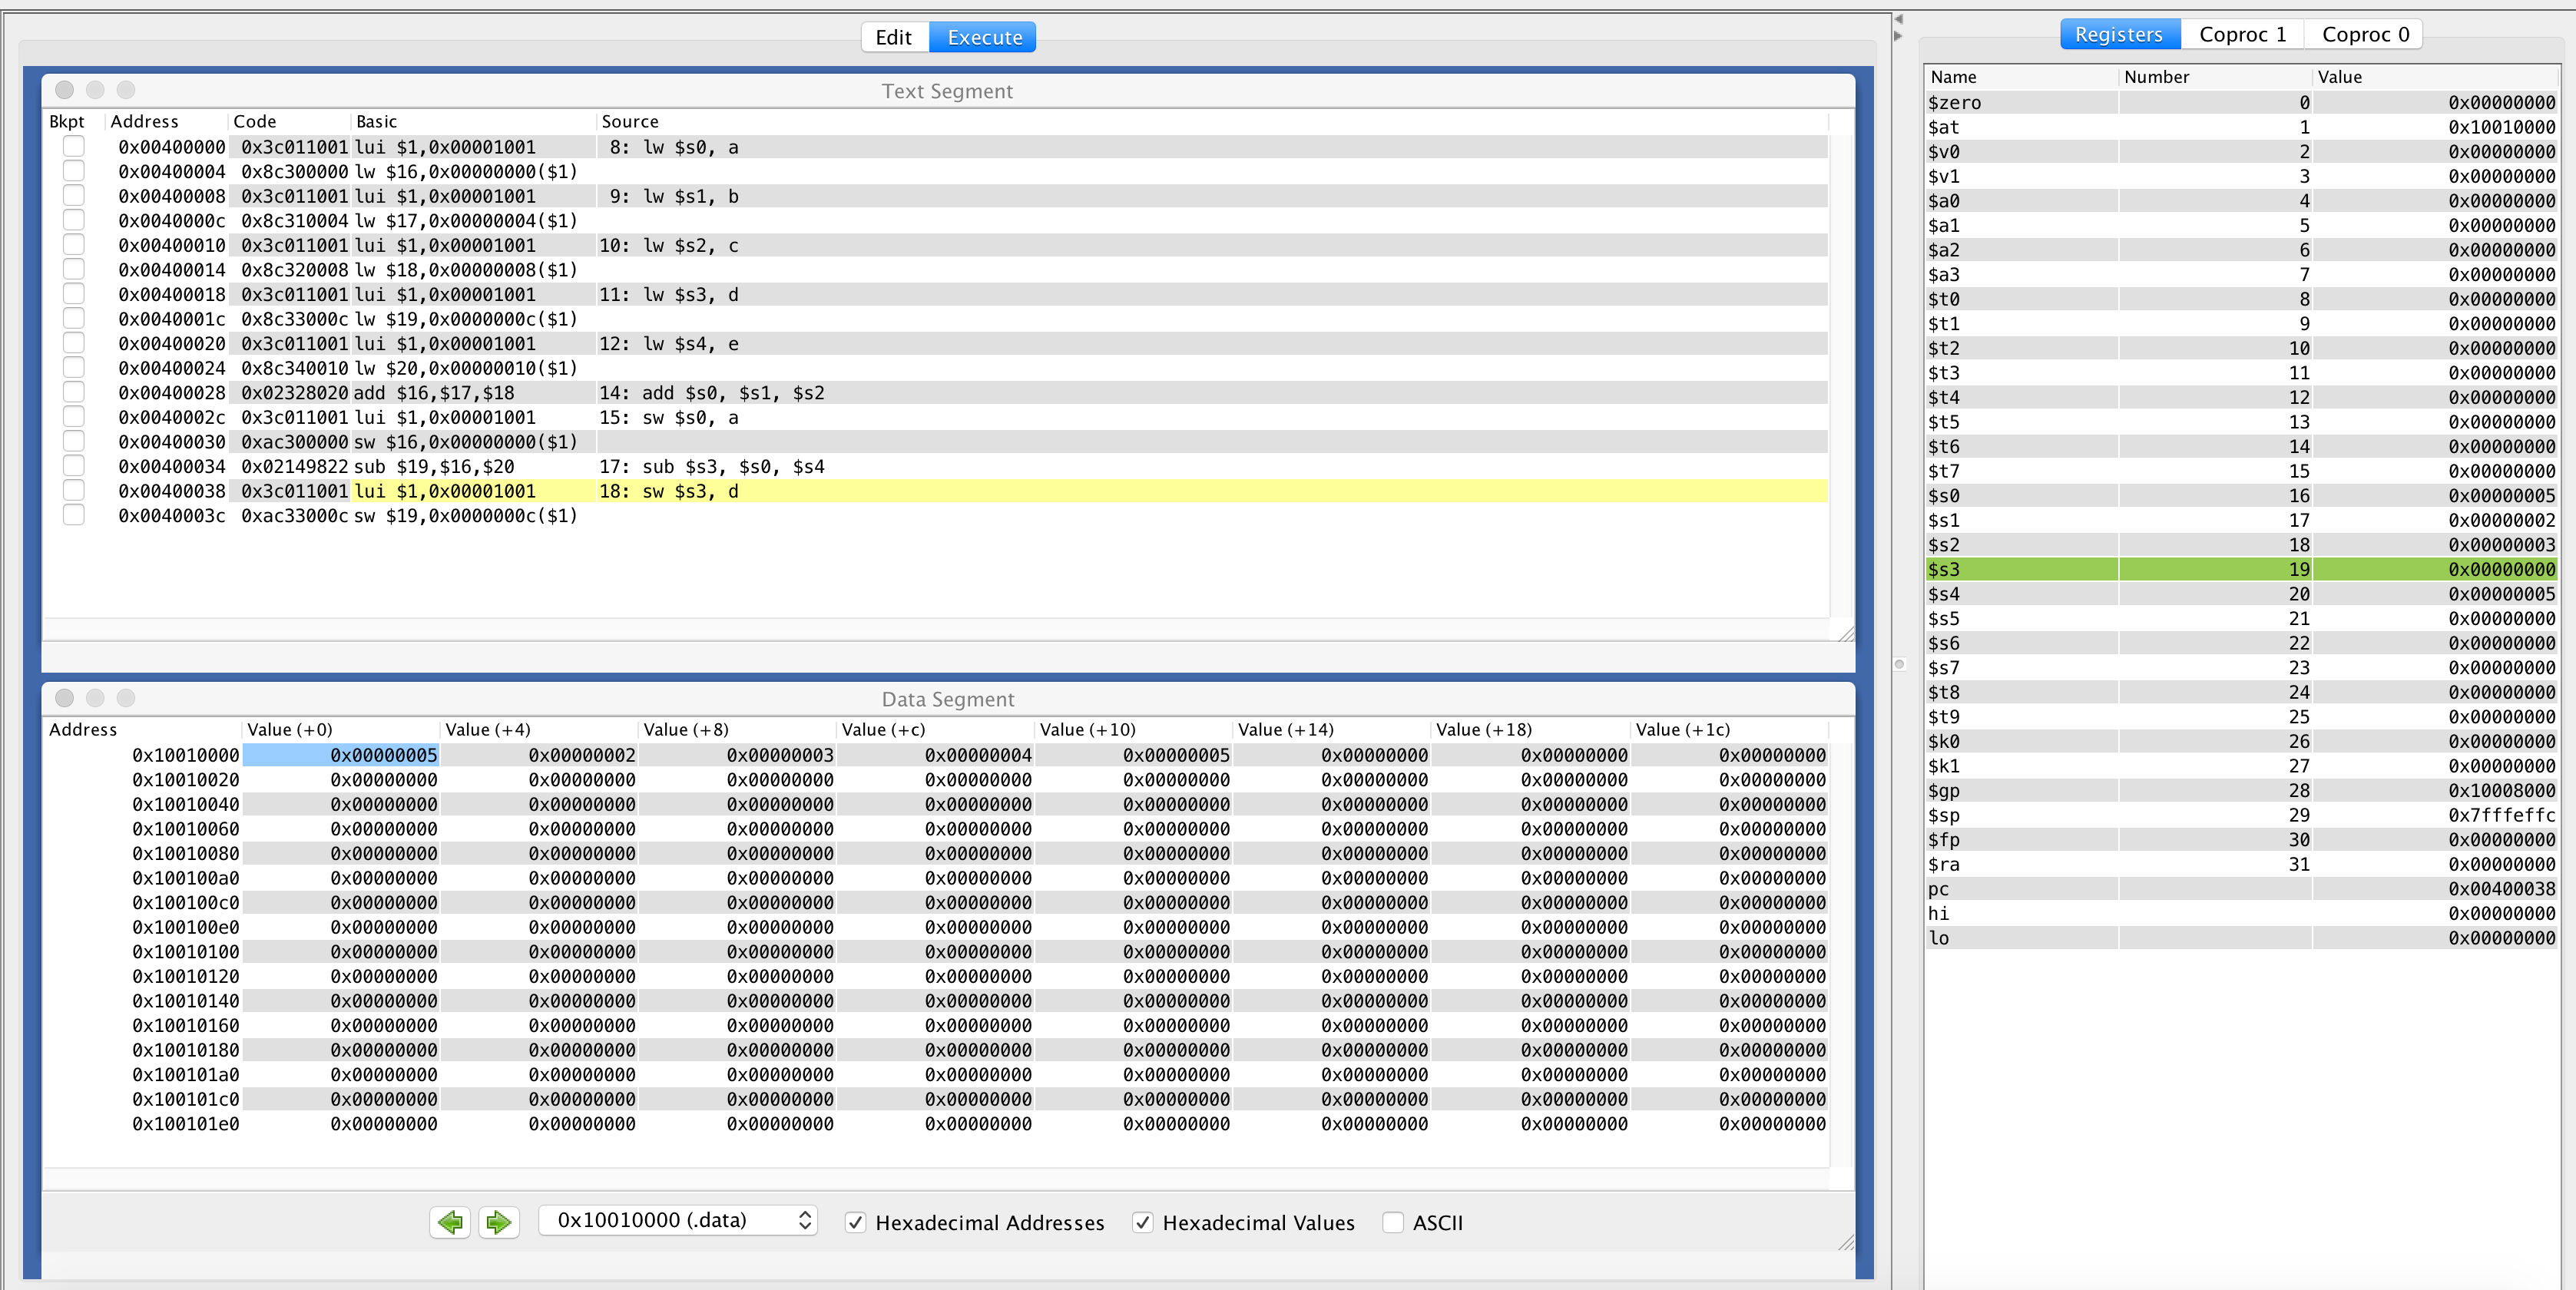 Edit Execute
Text Segment
Bkpt Address Code Basic Source
0x00400000 0x3c011001 lui $1,0x00001001 8: lw $s0, a
0x00400004 0x8c300000 lw $16,0x00000000($1)
0x00400008 0x3c011001 lui $1,0x00001001 9: lw $s1, b
0x0040000c 0x8c310004 lw $17,0x00000004($1)
0x00400010 0x3c011001 lui $1,0x00001001 10: lw $s2, c
0x00400014 0x8c320008 lw $18,0x00000008($1)
0x00400018 0x3c011001 lui $1,0x00001001 11: lw $s3, d
0x0040001c 0x8c33000c lw $19,0x0000000c($1)
0x00400020 0x3c011001 lui $1,0x00001001 12: lw $s4, e
0x00400024 0x8c340010 lw $20,0x00000010($1)
0x00400028 0x02328020 add $16,$17,$18 14: add $s0, $s1, $s2
0x0040002c 0x3c011001 lui $1,0x00001001 15: sw $s0, a
0x00400030 0xac300000 sw $16,0x00000000($1)
0x00400034 0x02149822 sub $19,$16,$20 17: sub $s3, $s0, $s4
0x00400038 0x3c011001 lui $1,0x00001001 18: sw $s3, d
0x0040003c 0xac33000c sw $19,0x0000000c($1)
Data Segment
Address Value (+0) Value (+4) Value (+8) Value (+c) Value (+10) Value (+14) Value (+18) Value (+1c)
0x10010000 0x00000005 0x00000002 0x00000003 0x00000004 0x00000005 0x00000000 0x00000000 0x00000000
0x10010020 0x00000000 0x00000000 0x00000000 0x00000000 0x00000000 0x00000000 0x00000000 0x00000000
0x10010040 0x00000000 0x00000000 0x00000000 0x00000000 0x00000000 0x00000000 0x00000000 0x00000000
0x10010060 0x00000000 0x00000000 0x00000000 0x00000000 0x00000000 0x00000000 0x00000000 0x00000000
0x10010080 0x00000000 0x00000000 0x00000000 0x00000000 0x00000000 0x00000000 0x00000000 0x00000000
0x100100a0 0x00000000 0x00000000 0x00000000 0x00000000 0x00000000 0x00000000 0x00000000 0x00000000
0x100100c0 0x00000000 0x00000000 0x00000000 0x00000000 0x00000000 0x00000000 0x00000000 0x00000000
0x100100e0 0x00000000 0x00000000 0x00000000 0x00000000 0x00000000 0x00000000 0x00000000 0x00000000
0x10010100 0x00000000 0x00000000 0x00000000 0x00000000 0x00000000 0x00000000 0x00000000 0x00000000
0x10010120 0x00000000 0x00000000 0x00000000 0x00000000 0x00000000 0x00000000 0x00000000 0x00000000
0x10010140 0x00000000 0x00000000 0x00000000 0x00000000 0x00000000 0x00000000 0x00000000 0x00000000
0x10010160 0x00000000 0x00000000 0x00000000 0x00000000 0x00000000 0x00000000 0x00000000 0x00000000
0x10010180 0x00000000 0x00000000 0x00000000 0x00000000 0x00000000 0x00000000 0x00000000 0x00000000
0x100101a0 0x00000000 0x00000000 0x00000000 0x00000000 0x00000000 0x00000000 0x00000000 0x00000000
0x100101c0 0x00000000 0x00000000 0x00000000 0x00000000 0x00000000 0x00000000 0x00000000 0x00000000
0x100101e0 0x00000000 0x00000000 0x00000000 0x00000000 0x00000000 0x00000000 0x00000000 0x00000000
0x10010000 (.data) Hexadecimal Addresses Hexadecimal Values ASCII
Registers Coproc 1 Coproc 0
Name Number Value
$zero 0 0x00000000
$at 1 0x10010000
$v0 2 0x00000000
$v1 3 0x00000000
$a0 4 0x00000000
$a1 5 0x00000000
$a2 6 0x00000000
$a3 7 0x00000000
$t0 8 0x00000000
$t1 9 0x00000000
$t2 10 0x00000000
$t3 11 0x00000000
$t4 12 0x00000000
$t5 13 0x00000000
$t6 14 0x00000000
$t7 15 0x00000000
$s0 16 0x00000005
$s1 17 0x00000002
$s2 18 0x00000003
$s3 19 0x00000000
$s4 20 0x00000005
$s5 21 0x00000000
$s6 22 0x00000000
$s7 23 0x00000000
$t8 24 0x00000000
$t9 25 0x00000000
$k0 26 0x00000000
$k1 27 0x00000000
$gp 28 0x10008000
$sp 29 0x7fffeffc
$fp 30 0x00000000
$ra 31 0x00000000
pc 0x00400038
hi 0x00000000
lo 0x00000000